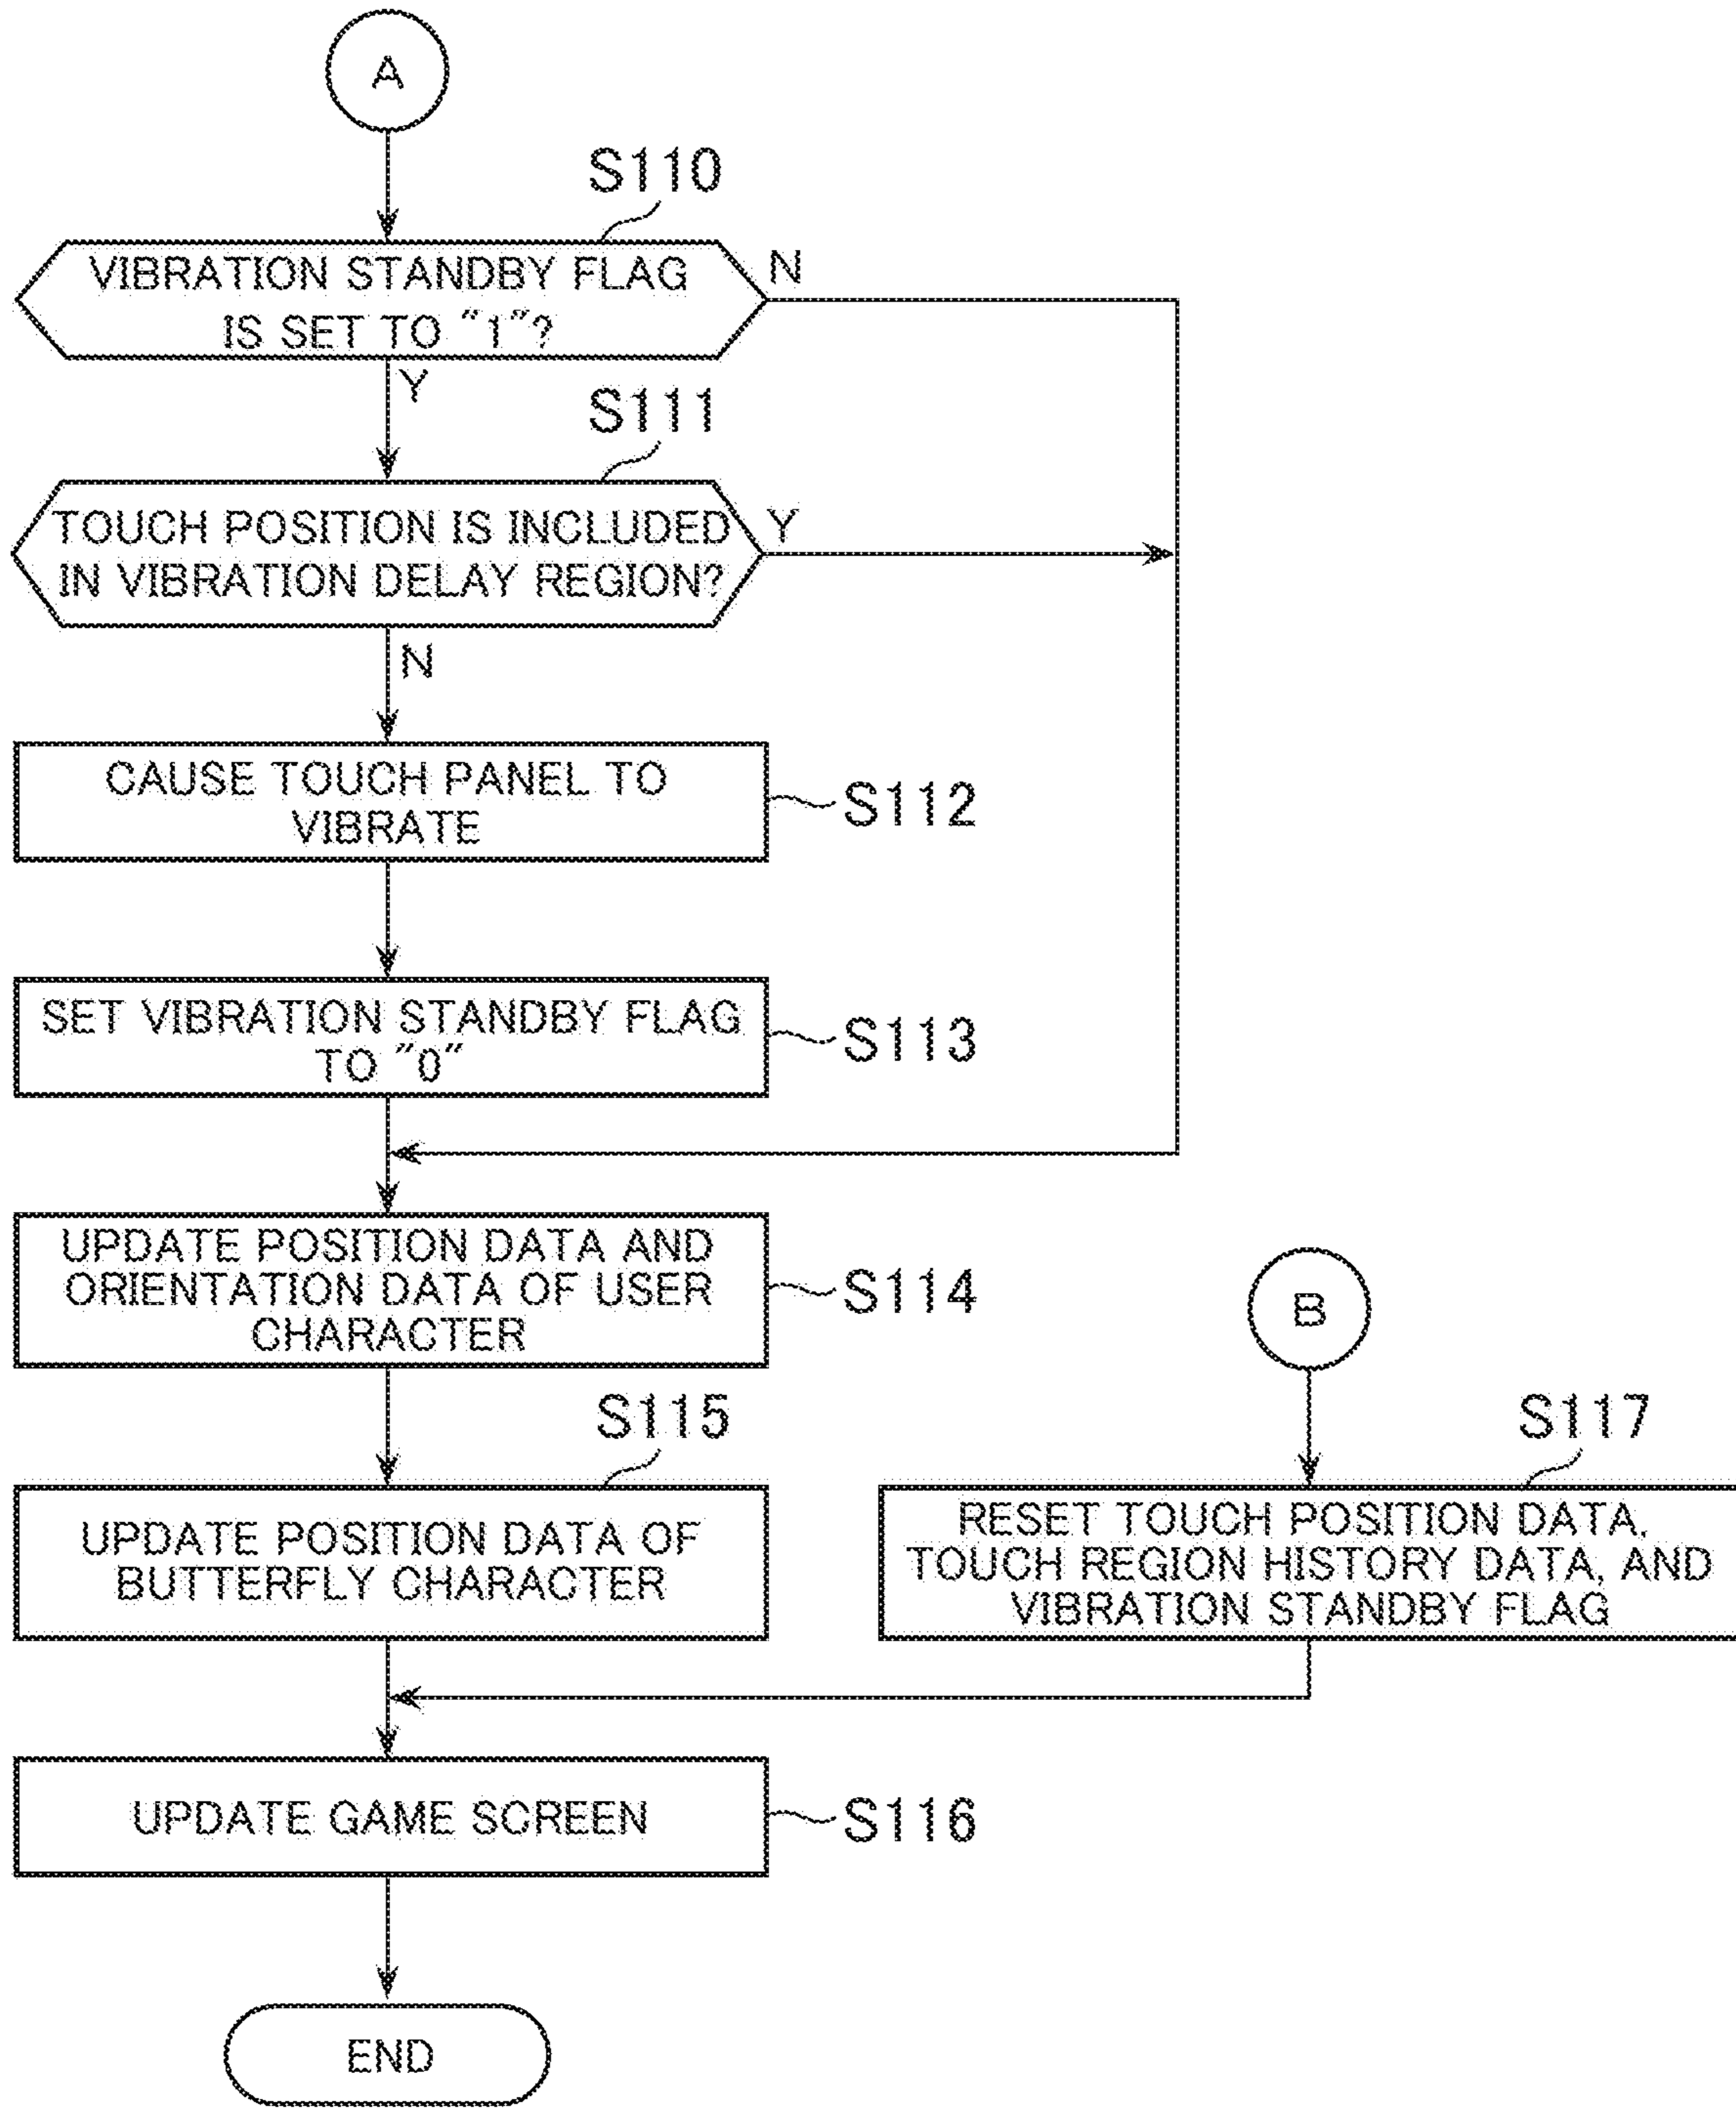 A
S110
VIBRATION STANDBY FLAG
IS SET TO "1"?
N
Y
S111
TOUCH POSITION IS INCLUDED
IN VIBRATION DELAY REGION?
Y
N
CAUSE TOUCH PANEL TO
VIBRATE
S112
SET VIBRATION STANDBY FLAG
TO "0"
S113
UPDATE POSITION DATA AND
ORIENTATION DATA OF USER
CHARACTER
S114
B
S115
UPDATE POSITION DATA OF
BUTTERFLY CHARACTER
S117
RESET TOUCH POSITION DATA,
TOUCH REGION HISTORY DATA, AND
VIBRATION STANDBY FLAG
UPDATE GAME SCREEN
S116
END